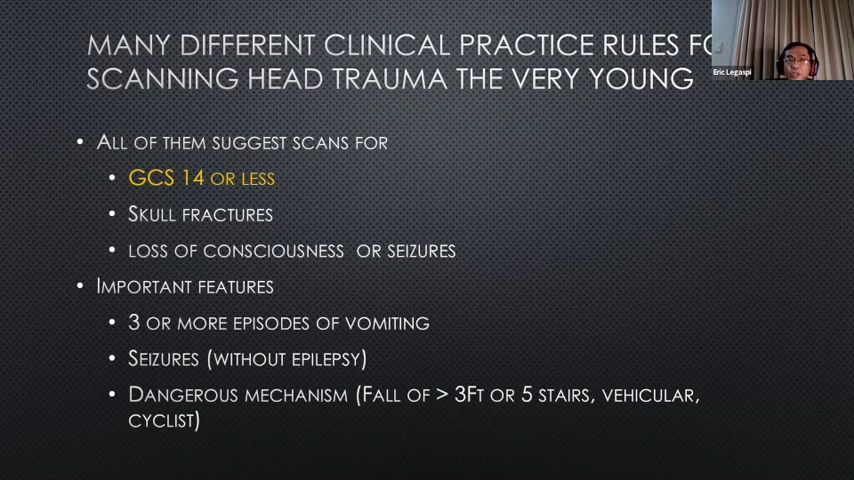 MANY DIFFERENT CLINICAL PRACTICE RULES
SCANNING HEAD TRAUMA THE VERY YOUNG
Eric Legaspi
• ALL OF THEM SUGGEST SCANS FOR
• GCS 14 OR LESS
• SKULL FRACTURES
• LOSS OF CONSCIOUSNESS OR SEIZURES
• IMPORTANT FEATURES
• 3 OR MORE EPISODES OF VOMITING
• SEIZURES (WITHOUT EPILEPSY)
• DANGEROUS MECHANISM (FALL OF > 3FT OR 5 STAIRS, VEHICULAR,
CYCLIST)